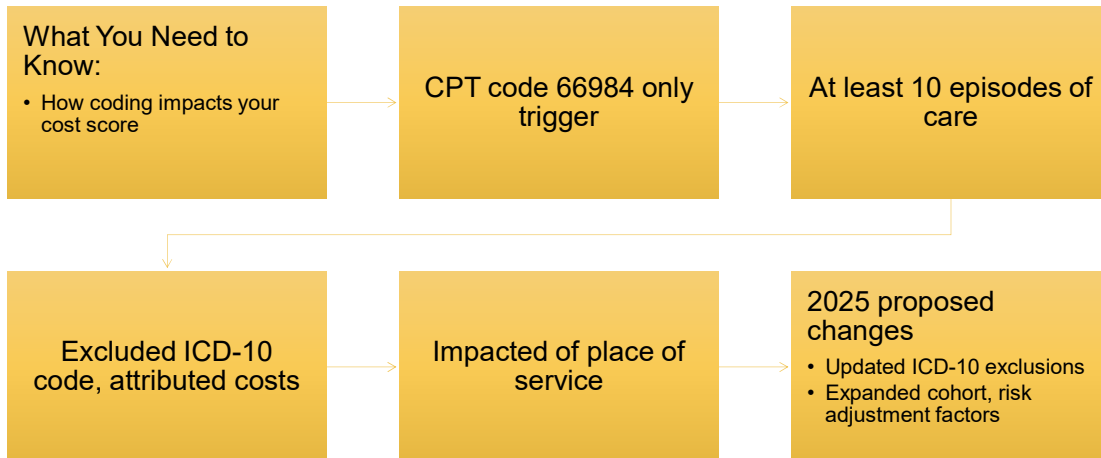 What You Need to
Know:
• How coding impacts your
cost score
CPT code 66984 only
trigger
At least 10 episodes of
care
Excluded ICD-10
code, attributed costs
Impacted of place of
service
2025 proposed
changes
• Updated ICD-10 exclusions
• Expanded cohort, risk
adjustment factors